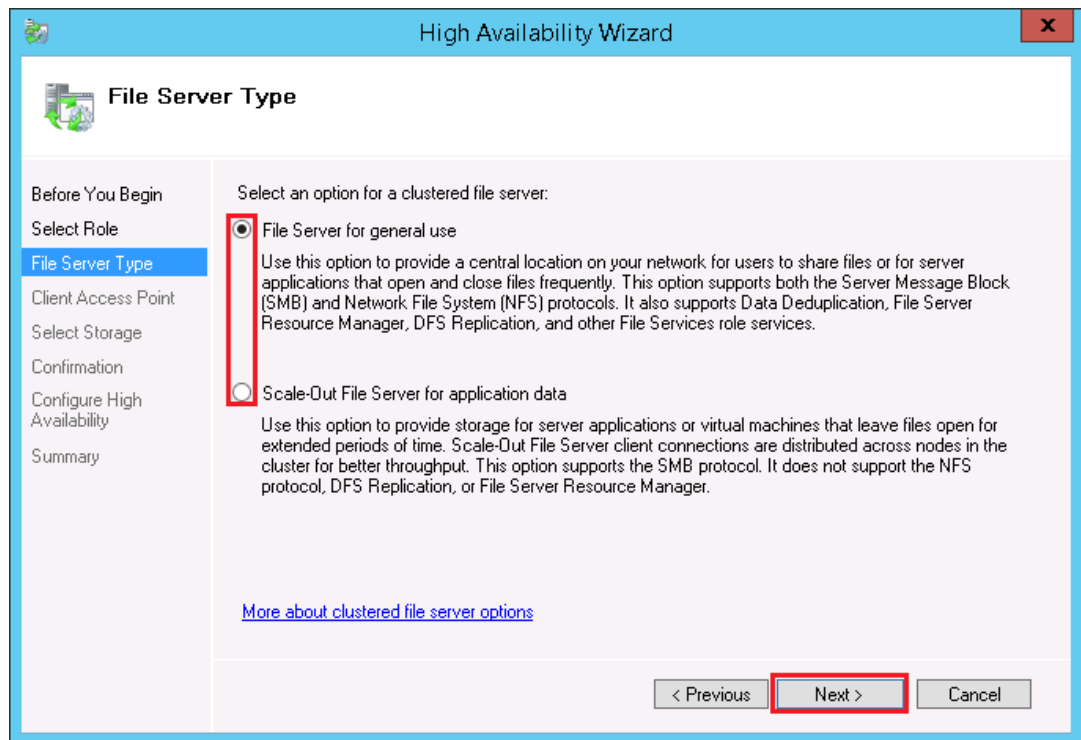 High Availability Wizard
x
File Server Type
Before You Begin
Select Role
File Server Type
Client Access Point
Select Storage
Confirmation
Configure High
Availability
Summary
Select an option for a clustered file server:
File Server for general use
Use this option to provide a central location on your network for users to share files or for server
applications that open and close files frequently. This option supports both the Server Message Block
(SMB) and Network File System (NFS) protocols. It also supports Data Deduplication, File Server
Resource Manager, DFS Replication, and other File Services role services.
Scale-Out File Server for application data
Use this option to provide storage for server applications or virtual machines that leave files open for
extended periods of time. Scale-Out File Server client connections are distributed across nodes in the
cluster for better throughput. This option supports the SMB protocol. It does not support the NFS
protocol, DFS Replication, or File Server Resource Manager.
More about clustered file server options
< Previous
Next >
Cancel